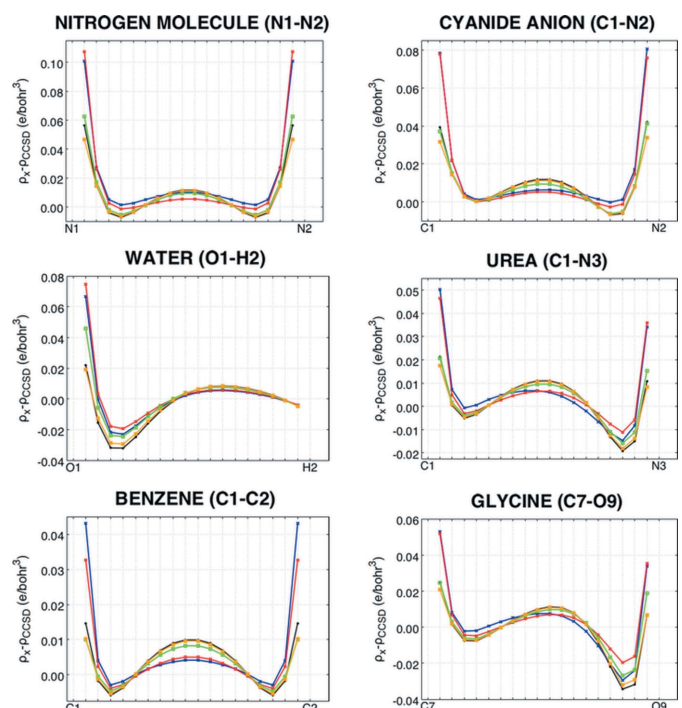 NITROGEN MOLECULE (N1-N2)
ρx-ρCCSD (e/bohr³)
0.10
0.08
0.06
0.04
0.02
0.00
N1
N2
CYANIDE ANION (C1-N2)
ρx-ρCCSD (e/bohr³)
0.08
0.06
0.04
0.02
0.00
C1
N2
WATER (O1-H2)
ρx-ρCCSD (e/bohr³)
0.08
0.06
0.04
0.02
0.00
-0.02
-0.04
O1
H2
UREA (C1-N3)
ρx-ρCCSD (e/bohr³)
0.05
0.04
0.03
0.02
0.01
0.00
-0.01
-0.02
C1
N3
BENZENE (C1-C2)
ρx-ρCCSD (e/bohr³)
0.04
0.03
0.02
0.01
0.00
C1
C2
GLYCINE (C7-O9)
ρx-ρCCSD (e/bohr³)
0.06
0.04
0.02
0.00
-0.02
-0.04
C7
O9